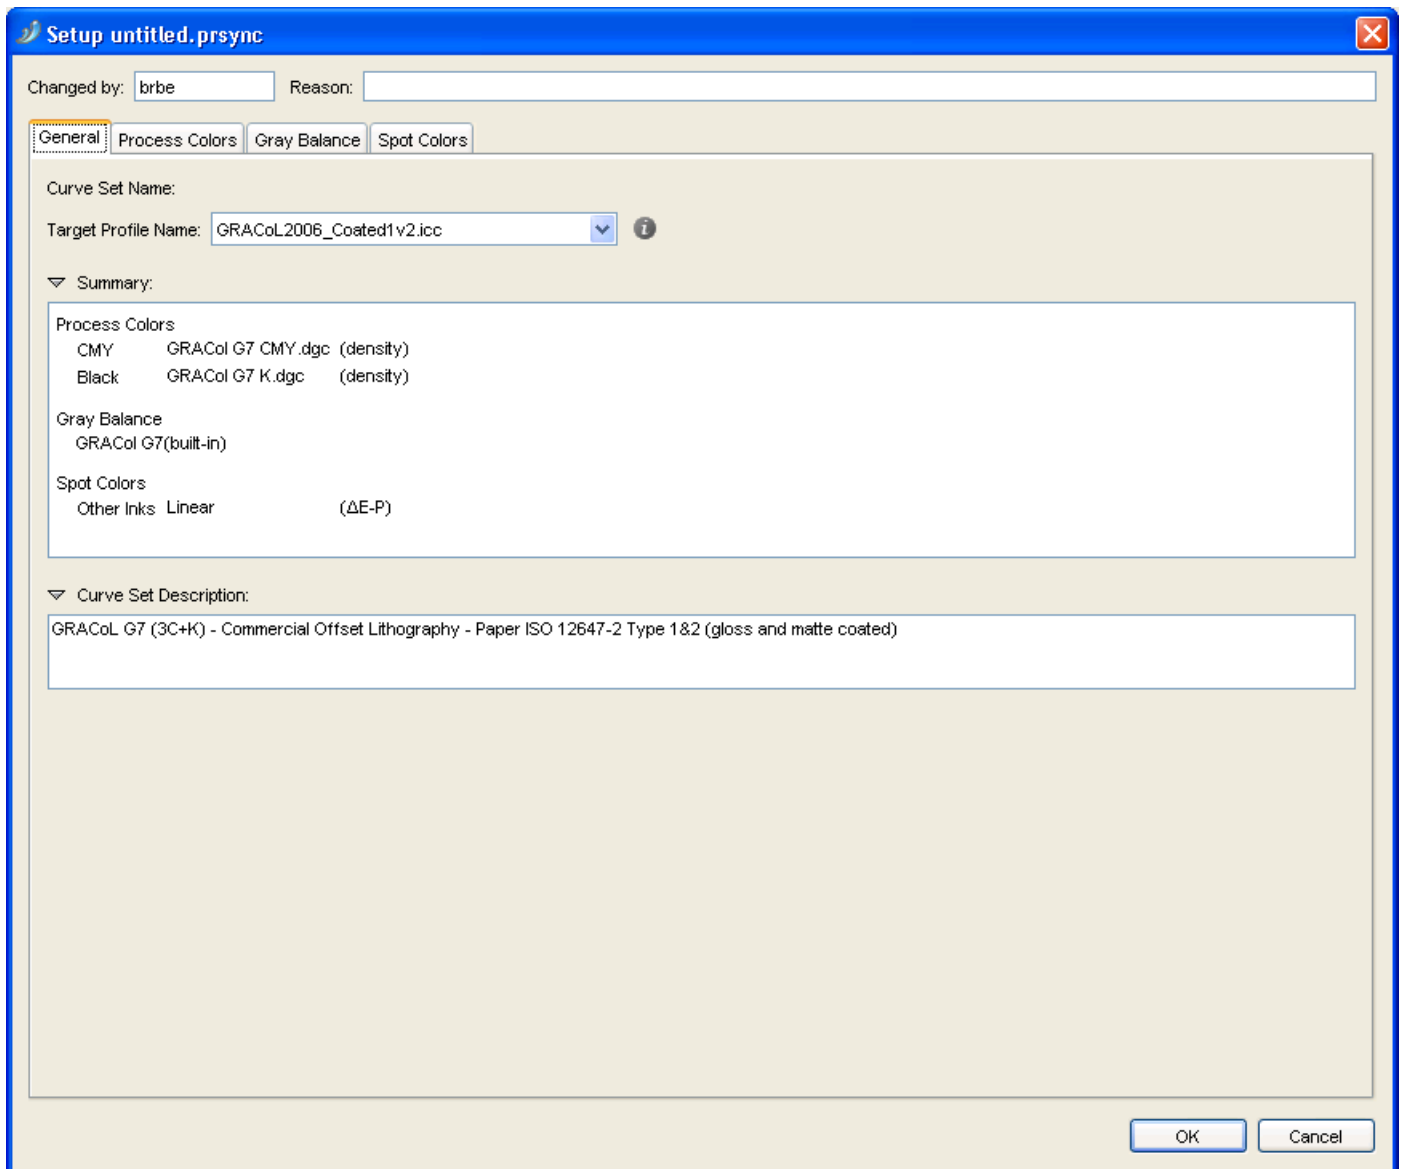 Setup untitled.prsync
Changed by: brbe Reason:
General Process Colors Gray Balance Spot Colors
Curve Set Name:
Target Profile Name: GRACoL2006_Coated1v2.icc
Summary:
Process Colors
CMY GRACol G7 CMY.dgc (density)
Black GRACol G7 K.dgc (density)
Gray Balance
GRACol G7(built-in)
Spot Colors
Other Inks Linear (ΔE-P)
Curve Set Description:
GRACoL G7 (3C+K) - Commercial Offset Lithography - Paper ISO 12647-2 Type 1&2 (gloss and matte coated)
OK Cancel